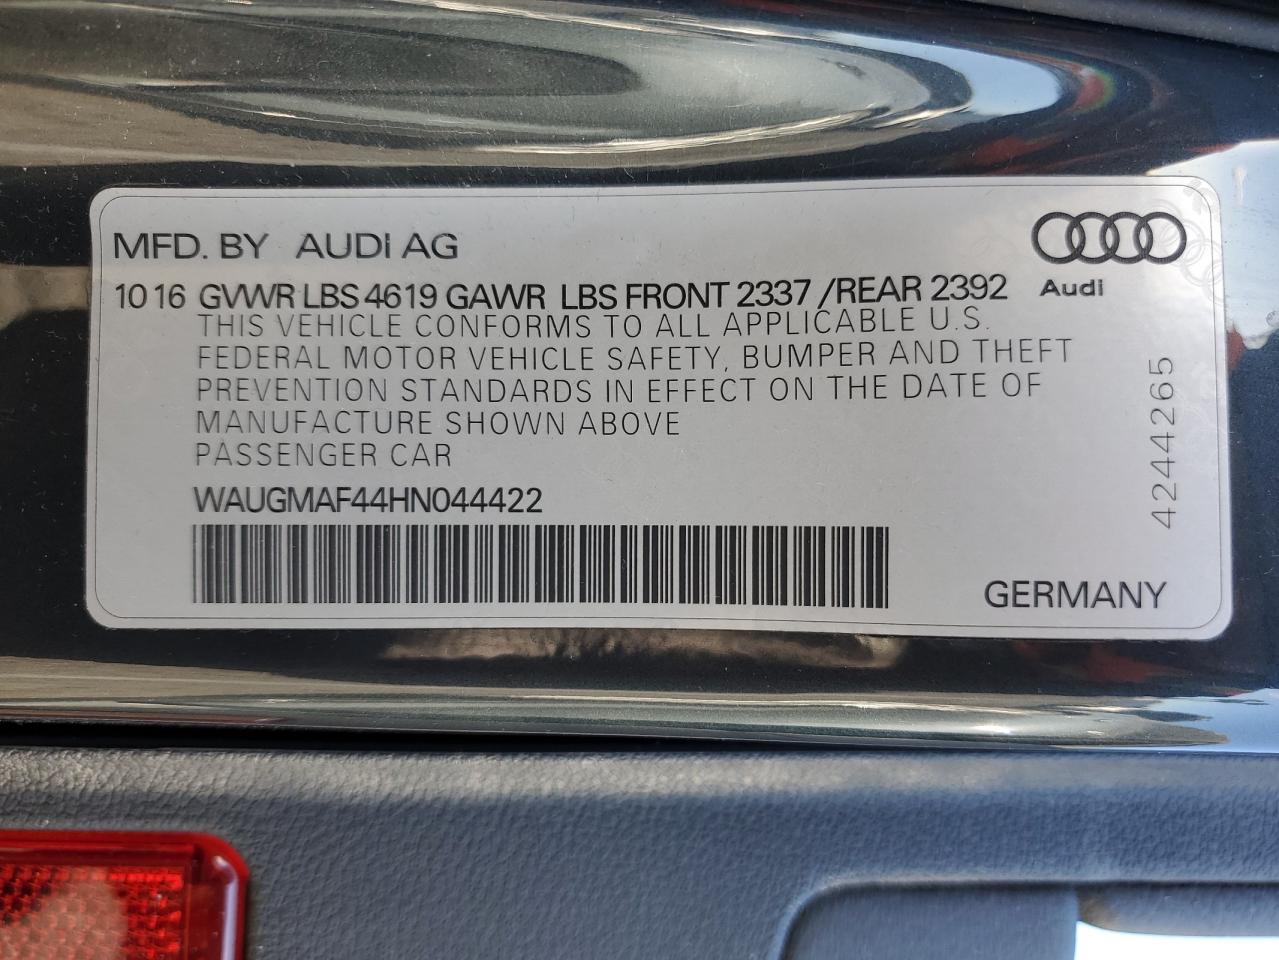 MFD. BY AUDI AG
10 16 GVWR LBS 4619 GAWR LBS FRONT 2337 /REAR 2392
Audi
THIS VEHICLE CONFORMS TO ALL APPLICABLE U.S.
FEDERAL MOTOR VEHICLE SAFETY, BUMPER AND THEFT
PREVENTION STANDARDS IN EFFECT ON THE DATE OF
MANUFACTURE SHOWN ABOVE
PASSENGER CAR
WAUGMAF44HN044422
4244265
GERMANY